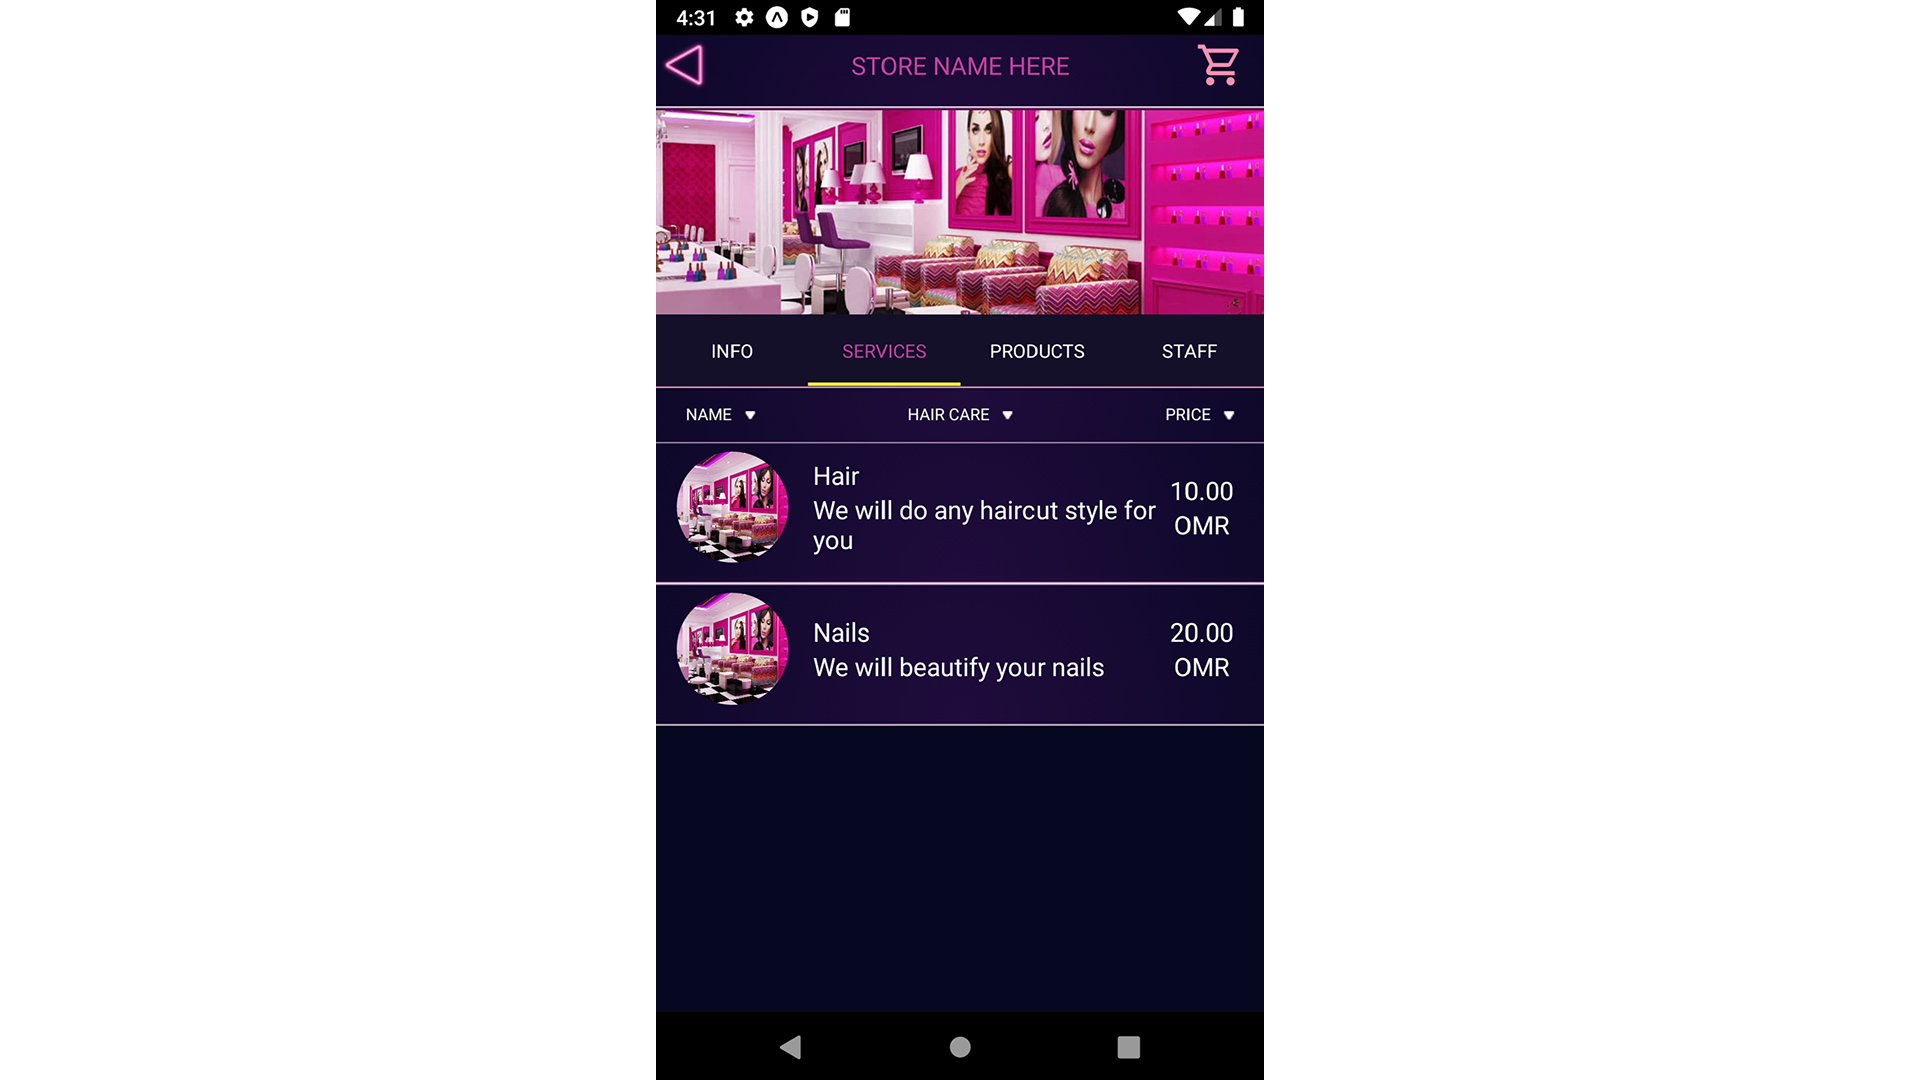 4:31
STORE NAME HERE
INFO SERVICES PRODUCTS STAFF
NAME HAIR CARE PRICE
Hair
We will do any haircut style for
you
10.00
OMR
Nails
We will beautify your nails
20.00
OMR